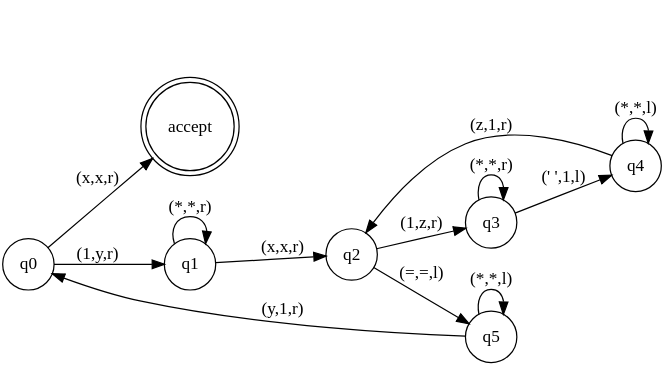 accept
(x,x,r)
q0
(1,y,r)
(*,*,r)
q1
(x,x,r)
q2
(1,z,r)
(=,=,l)
(*,*,r)
q3
(' ',1,l)
(*,*,l)
q4
(z,1,r)
(*,*,l)
q5
(y,1,r)